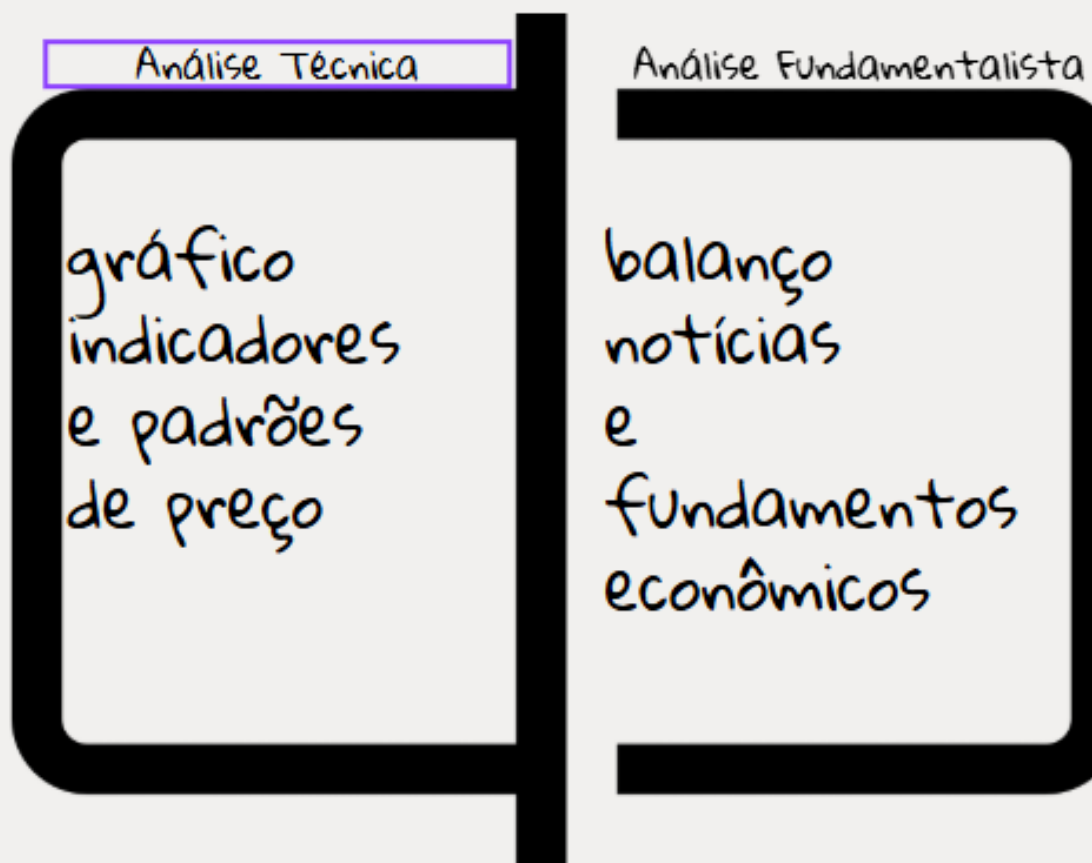 Análise Técnica
gráfico
indicadores
e padrões
de preço
Análise Fundamentalista
balanço
notícias
e
fundamentos
econômicos